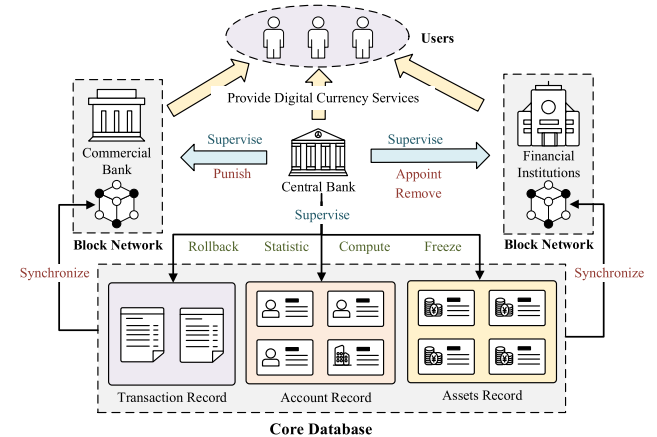 Users
Provide Digital Currency Services
Commercial
Bank
Block Network
Supervise
Punish
Central Bank
Supervise
Supervise
Appoint
Remove
Financial
Institutions
Block Network
Synchronize
Rollback
Statistic
Compute
Freeze
Synchronize
Transaction Record
Account Record
Assets Record
Core Database